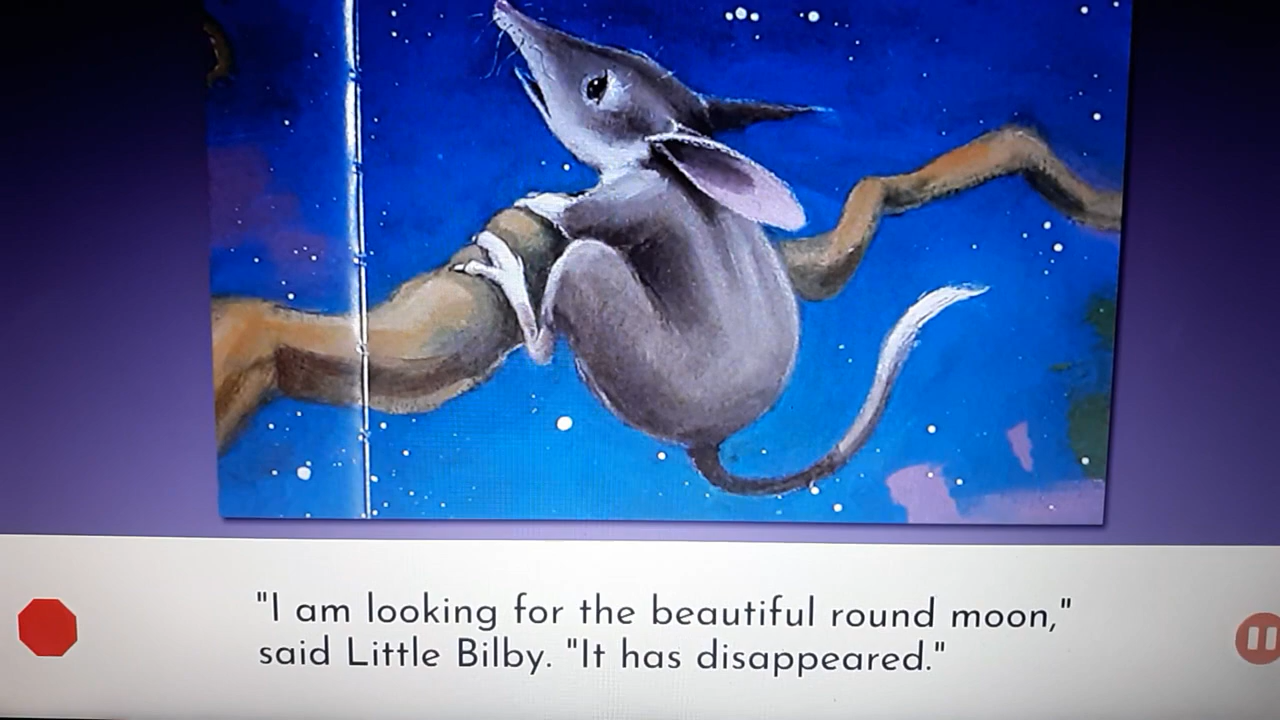 "I am looking for the beautiful round moon,"
said Little Bilby. "It has disappeared."